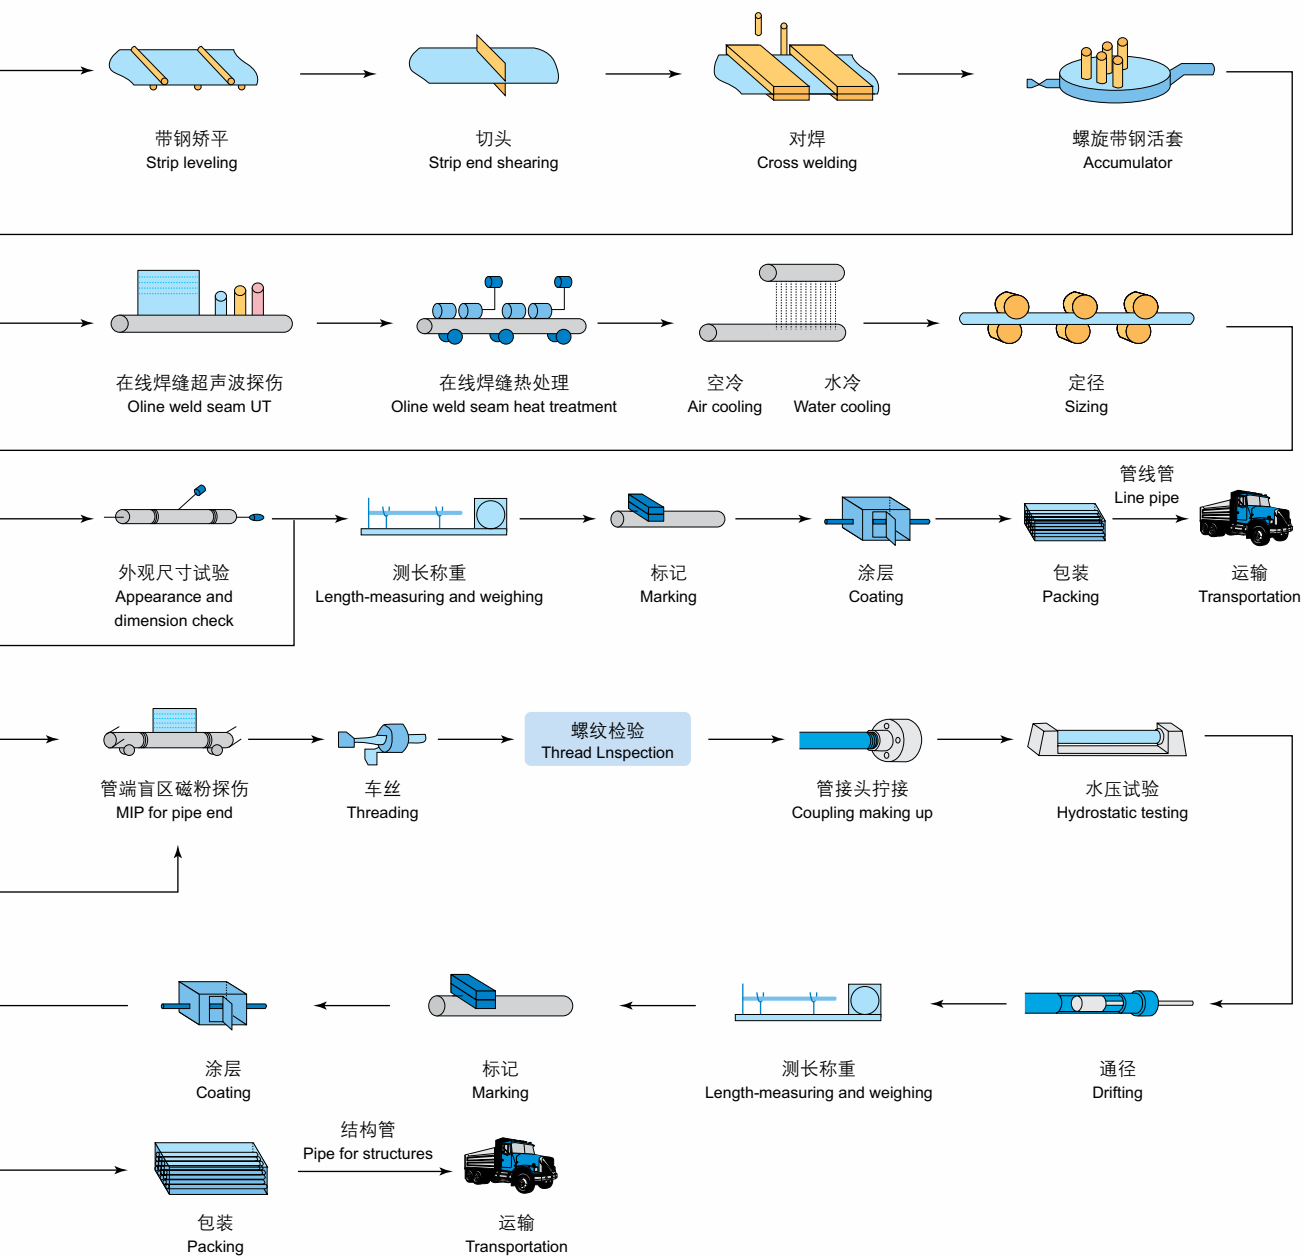 带钢矫平
Strip leveling
切头
Strip end shearing
对焊
Cross welding
螺旋带钢活套
Accumulator
在线焊缝超声波探伤
Oline weld seam UT
在线焊缝热处理
Oline weld seam heat treatment
空冷
Air cooling
水冷
Water cooling
定径
Sizing
外观尺寸试验
Appearance and
dimension check
测长称重
Length-measuring and weighing
标记
Marking
涂层
Coating
包装
Packing
管线管
Line pipe
运输
Transportation
管端盲区磁粉探伤
MIP for pipe end
车丝
Threading
螺纹检验
Thread Lnspection
管接头拧接
Coupling making up
水压试验
Hydrostatic testing
涂层
Coating
标记
Marking
测长称重
Length-measuring and weighing
通径
Drifting
包装
Packing
结构管
Pipe for structures
运输
Transportation